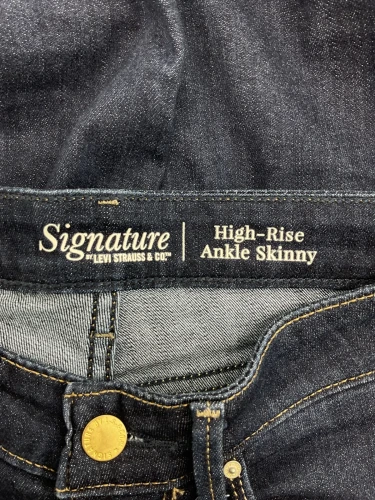 Signature
BY LEVI STRAUSS & CO.™
High-Rise
Ankle Skinny